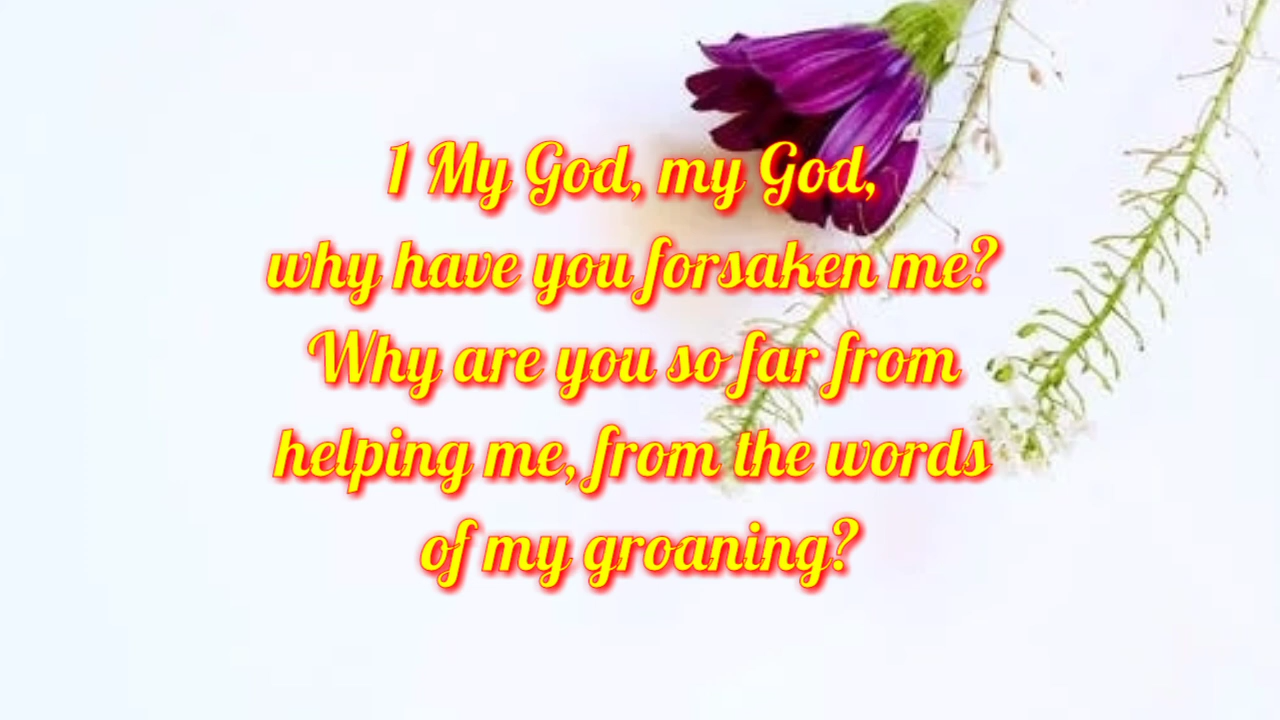 1 My God, my God,
why have you forsaken me?
Why are you so far from
helping me, from the words
of my groaning?